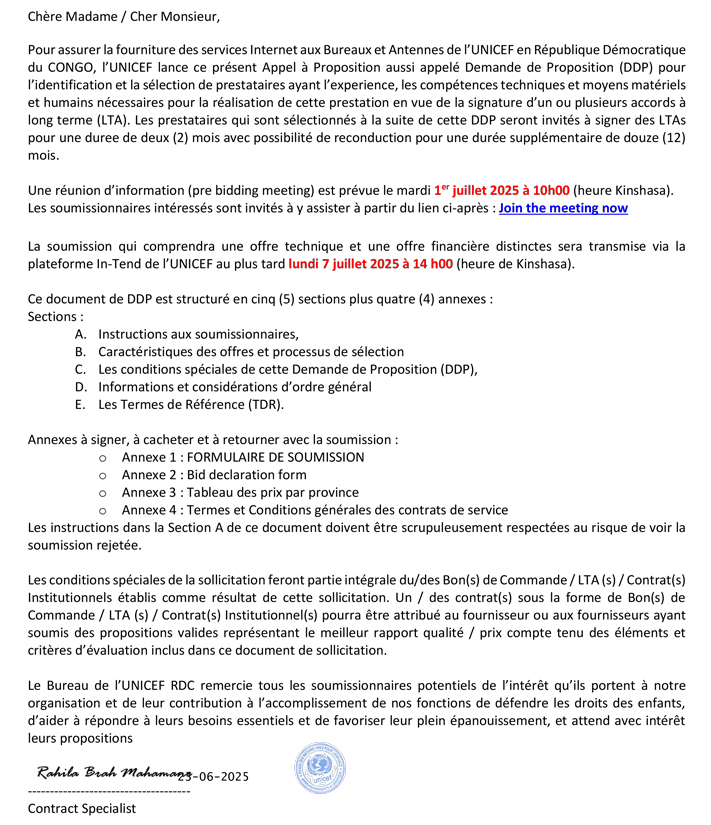 Chère Madame / Cher Monsieur,
Pour assurer la fourniture des services Internet aux Bureaux et Antennes de l’UNICEF en République Démocratique
du CONGO, l’UNICEF lance ce présent Appel à Proposition aussi appelé Demande de Proposition (DDP) pour
l’identification et la sélection de prestataires ayant l’experience, les compétences techniques et moyens matériels
et humains nécessaires pour la réalisation de cette prestation en vue de la signature d’un ou plusieurs accords à
long terme (LTA). Les prestataires qui sont sélectionnés à la suite de cette DDP seront invités à signer des LTAs
pour une duree de deux (2) mois avec possibilité de reconduction pour une durée supplémentaire de douze (12)
mois.
Une réunion d’information (pre bidding meeting) est prévue le mardi 1er juillet 2025 à 10h00 (heure Kinshasa).
Les soumissionnaires intéressés sont invités à y assister à partir du lien ci-après : Join the meeting now
La soumission qui comprendra une offre technique et une offre financière distinctes sera transmise via la
plateforme In-Tend de l’UNICEF au plus tard lundi 7 juillet 2025 à 14 h00 (heure de Kinshasa).
Ce document de DDP est structuré en cinq (5) sections plus quatre (4) annexes :
Sections :
A. Instructions aux soumissionnaires,
B. Caractéristiques des offres et processus de sélection
C. Les conditions spéciales de cette Demande de Proposition (DDP),
D. Informations et considérations d’ordre général
E. Les Termes de Référence (TDR).
Annexes à signer, à cacheter et à retourner avec la soumission :
o Annexe 1 : FORMULAIRE DE SOUMISSION
o Annexe 2 : Bid declaration form
o Annexe 3 : Tableau des prix par province
o Annexe 4 : Termes et Conditions générales des contrats de service
Les instructions dans la Section A de ce document doivent être scrupuleusement respectées au risque de voir la
soumission rejetée.
Les conditions spéciales de la sollicitation feront partie intégrale du/des Bon(s) de Commande / LTA (s) / Contrat(s)
Institutionnels établis comme résultat de cette sollicitation. Un / des contrat(s) sous la forme de Bon(s) de
Commande / LTA (s) / Contrat(s) Institutionnel(s) pourra être attribué au fournisseur ou aux fournisseurs ayant
soumis des propositions valides représentant le meilleur rapport qualité / prix compte tenu des éléments et
critères d’évaluation inclus dans ce document de sollicitation.
Le Bureau de l’UNICEF RDC remercie tous les soumissionnaires potentiels de l’intérêt qu’ils portent à notre
organisation et de leur contribution à l’accomplissement de nos fonctions de défendre les droits des enfants,
d’aider à répondre à leurs besoins essentiels et de favoriser leur plein épanouissement, et attend avec intérêt
leurs propositions
Rahila Brah Mahamane 23-06-2025
unicef
Contract Specialist